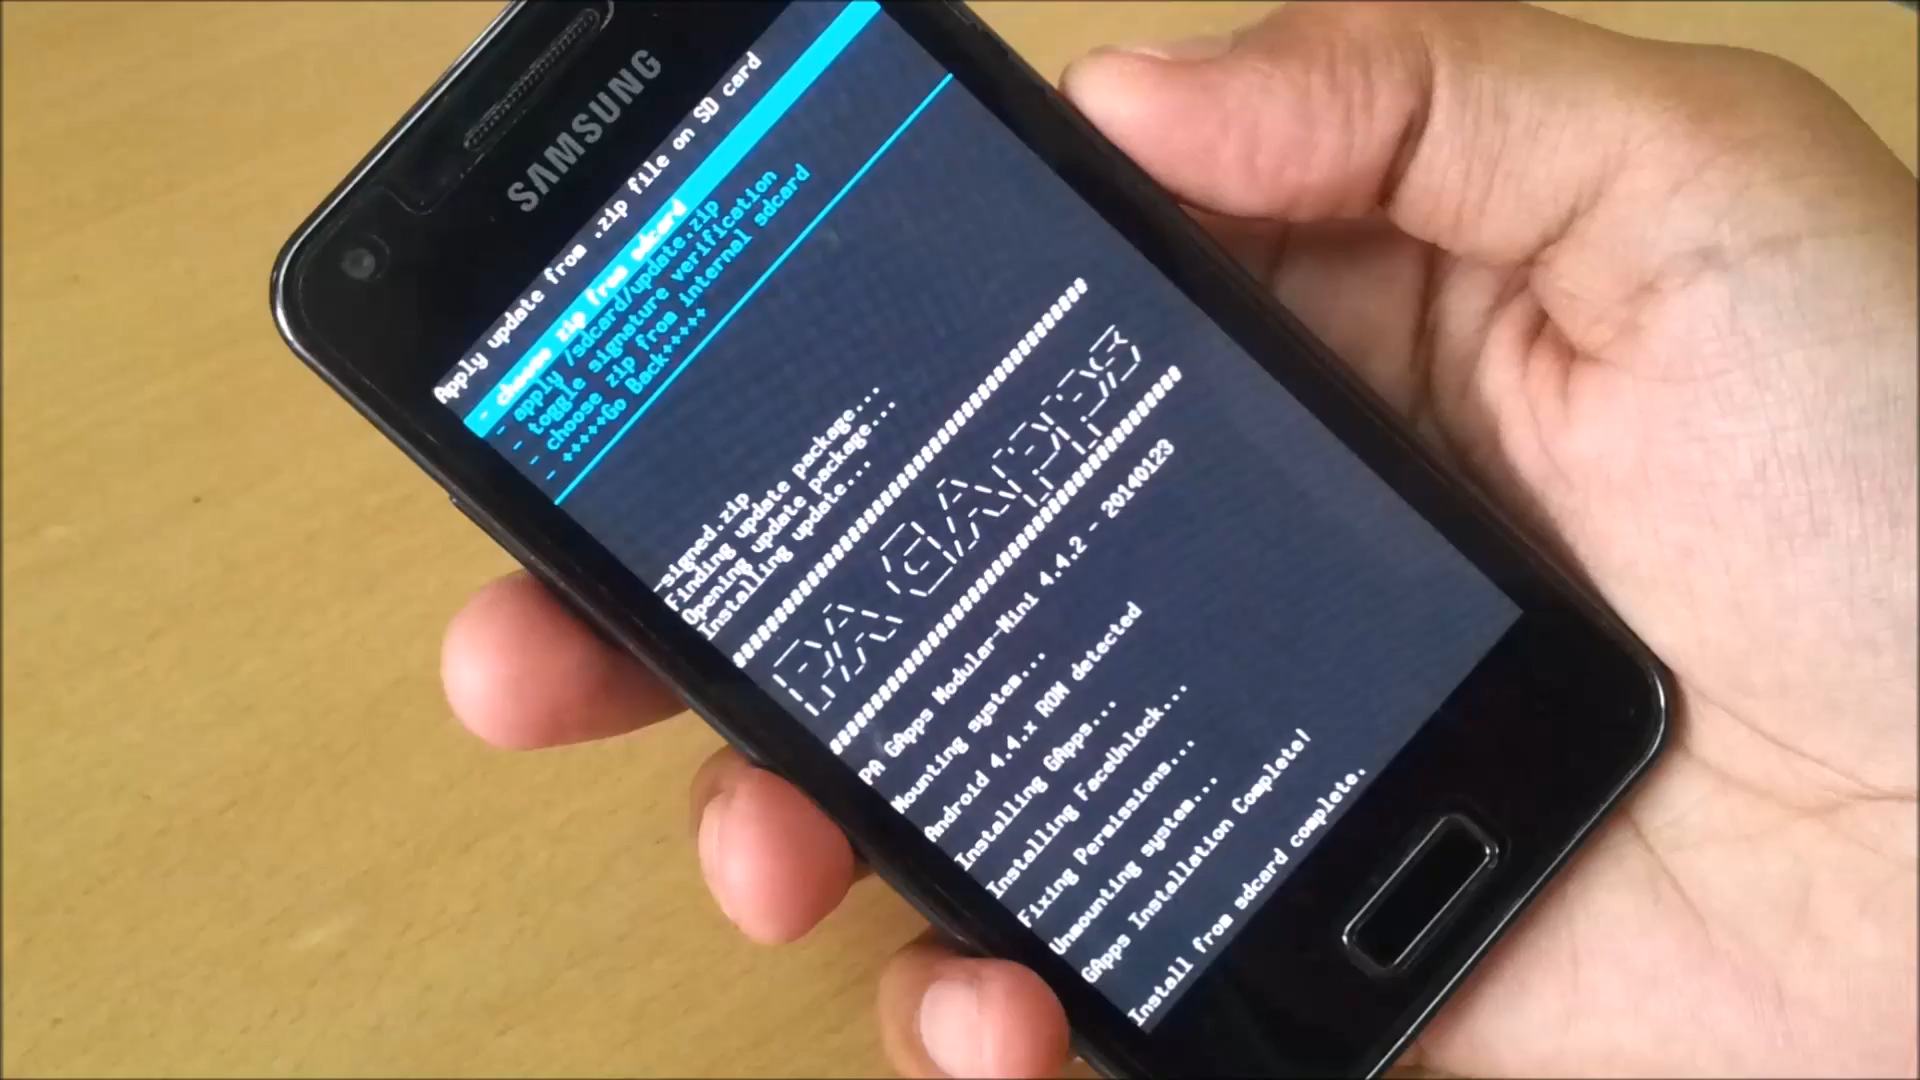 SAMSUNG
Apply update from .zip file on SD card
- choose zip from sdcard
- apply /sdcard/update.zip
- toggle signature verification
- choose zip from internal sdcard
- +++++Go Back+++++
-signed.zip
Finding update package...
Opening update package...
Installing update...
PA GAPPS
PA GApps Modular-Mini 4.4.2 - 20140123
Mounting system...
Android 4.4.x ROM detected
Installing GApps...
Installing FaceUnlock...
Fixing Permissions...
Unmounting system...
GApps Installation Complete!
Install from sdcard complete.